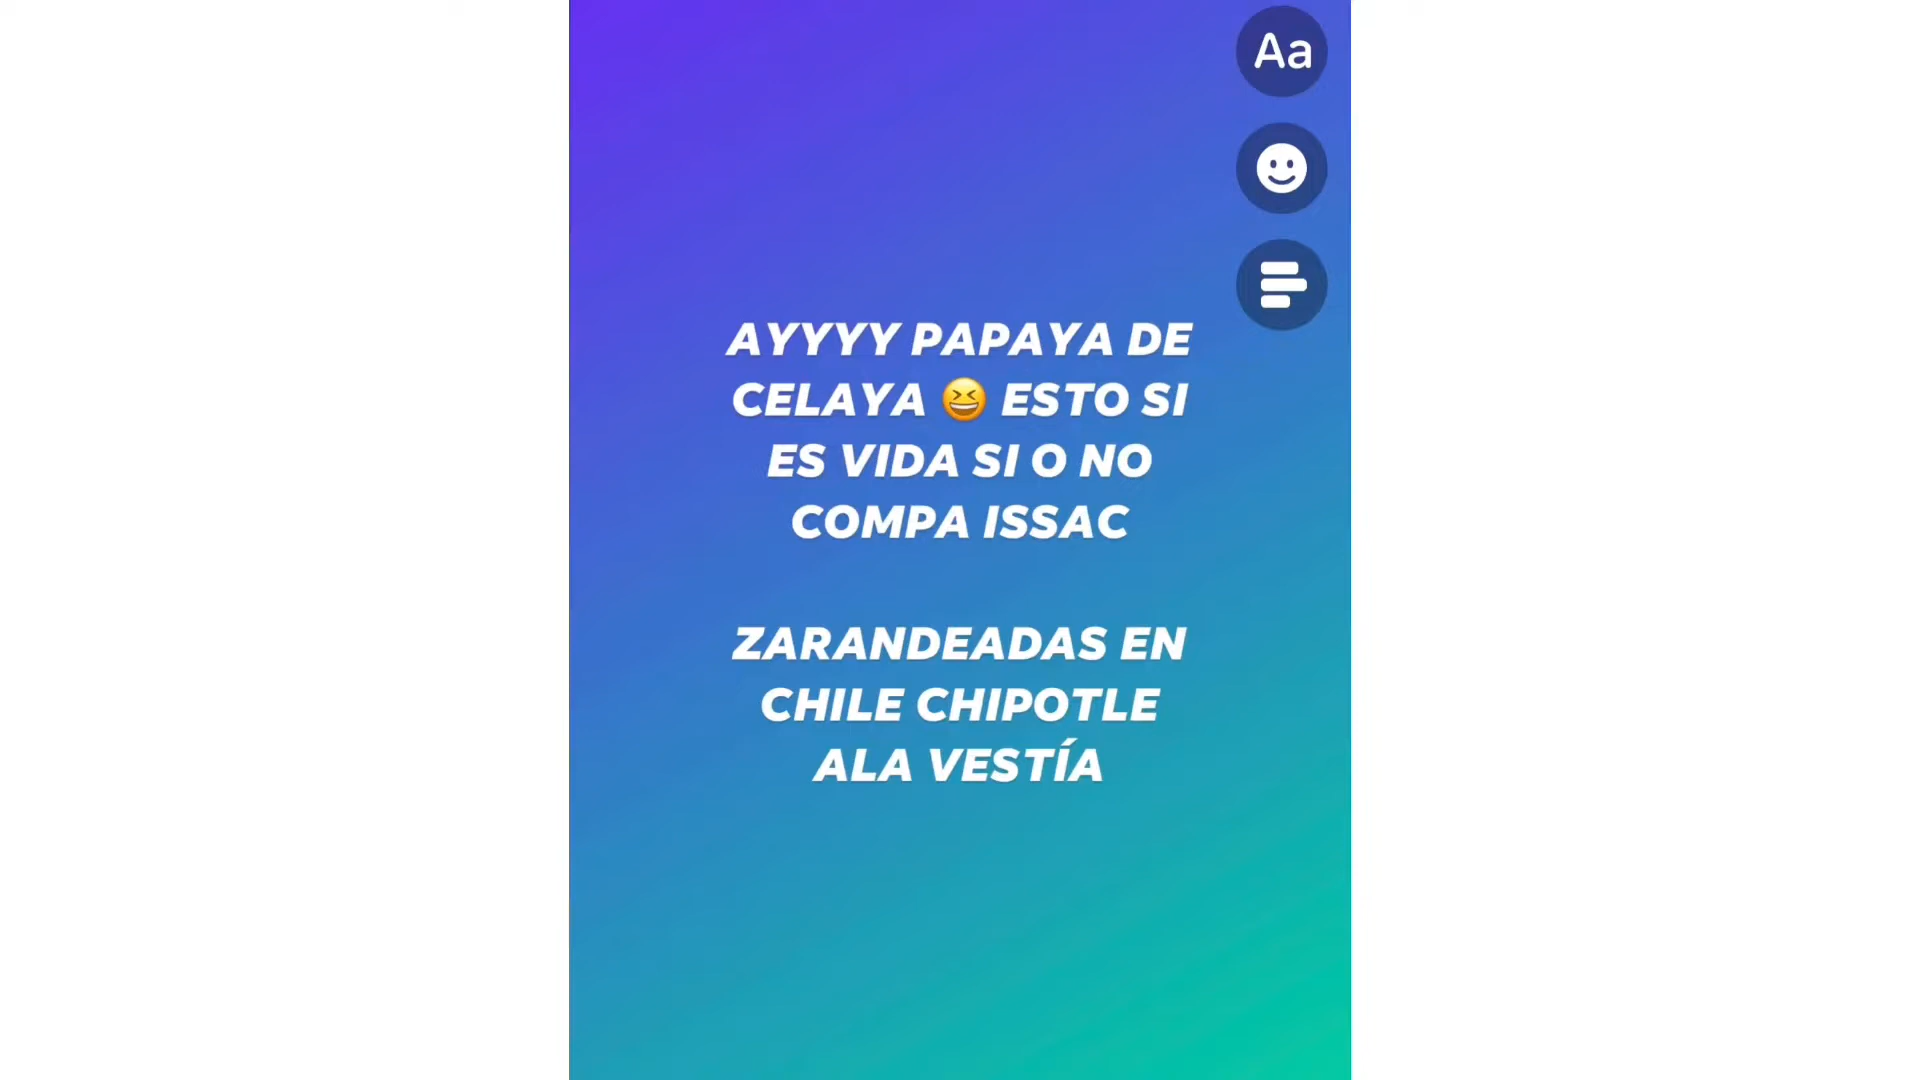 Aa
AYYYY PAPAYA DE
CELAYA 😆 ESTO SI
ES VIDA SI O NO
COMPA ISSAC
ZARANDEADAS EN
CHILE CHIPOTLE
ALA VESTÍA